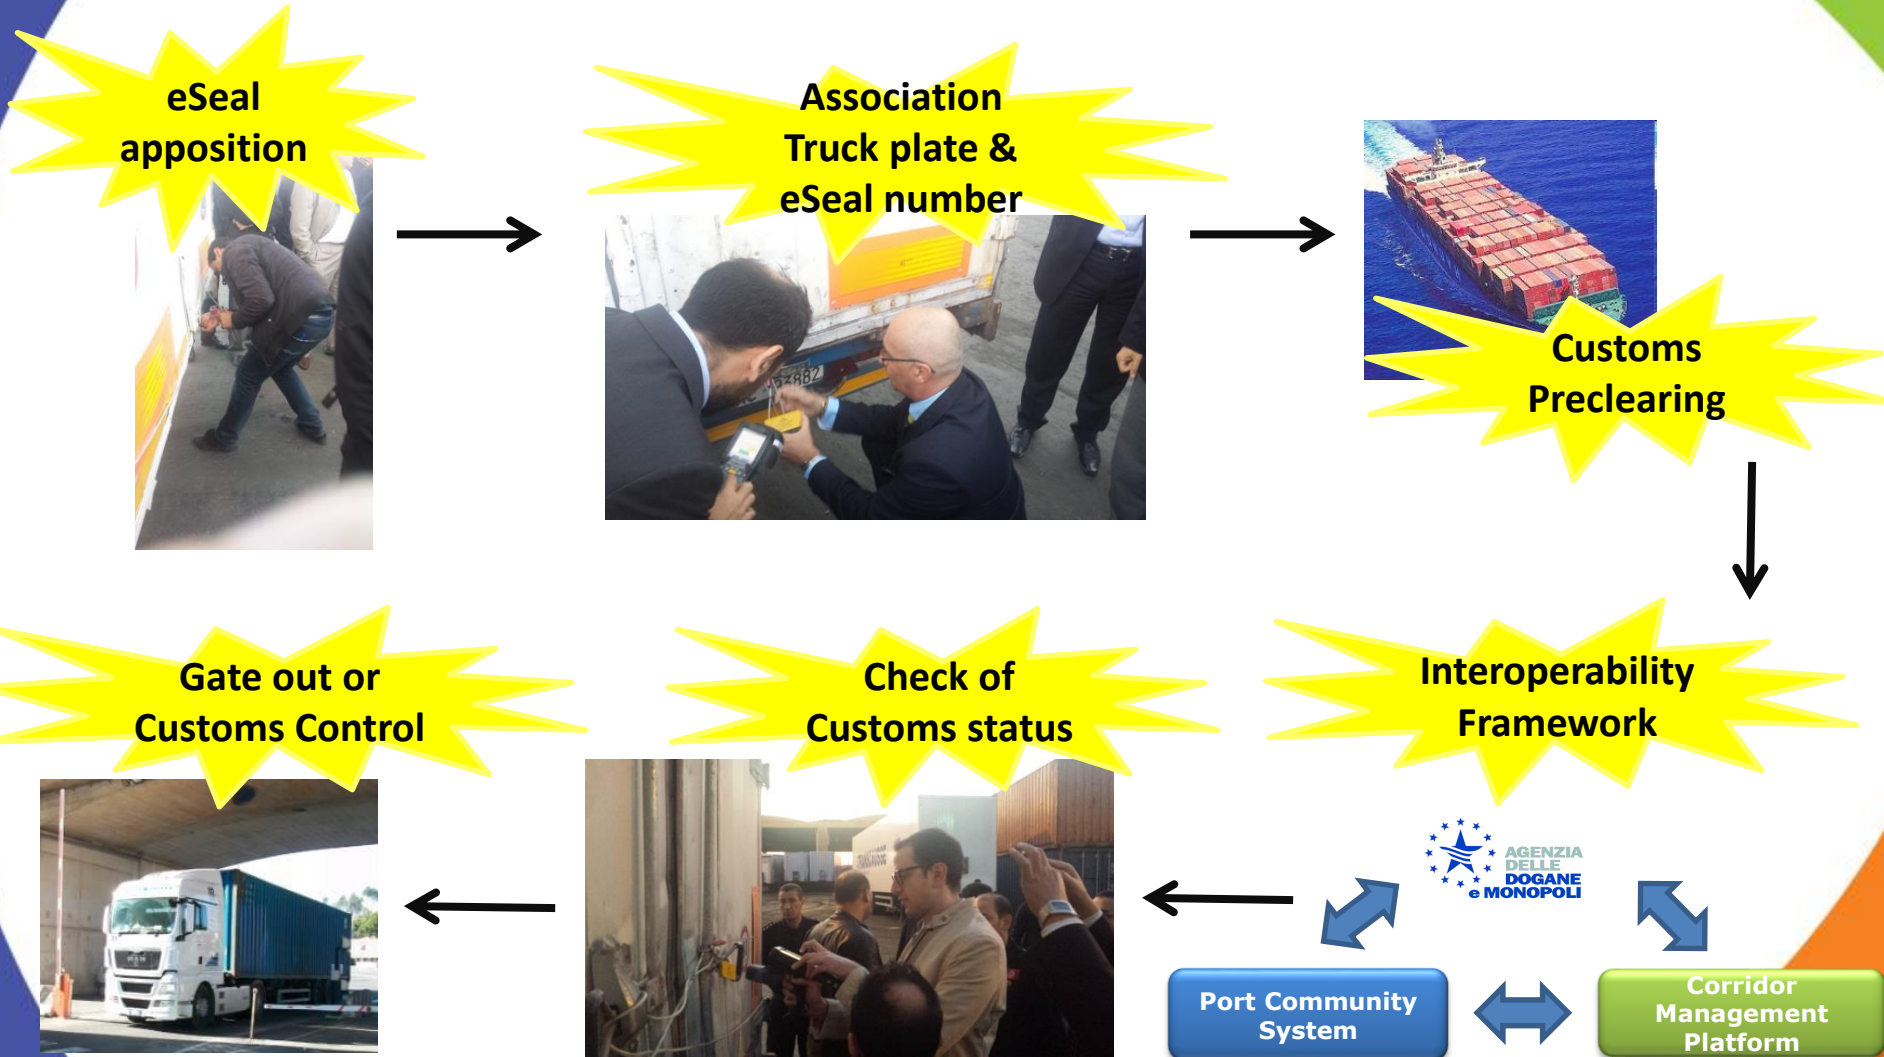 eSeal
apposition
Association
Truck plate &
eSeal number
Customs
Preclearing
Interoperability
Framework
AGENZIA
DELLE
DOGANE
e MONOPOLI
Port Community
System
Corridor
Management
Platform
Check of
Customs status
Gate out or
Customs Control